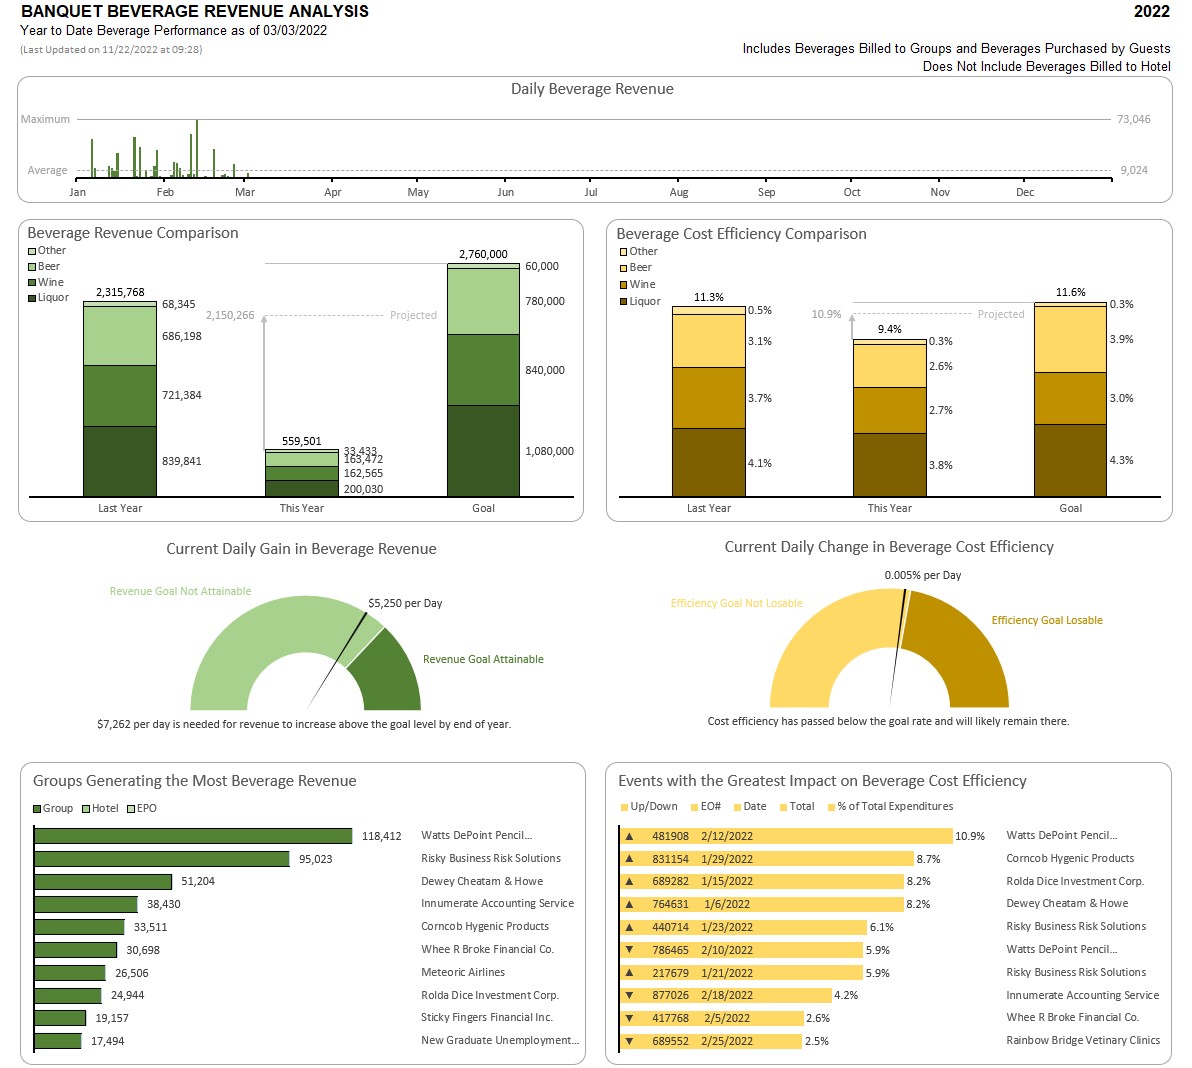 BANQUET BEVERAGE REVENUE ANALYSIS
2022
Year to Date Beverage Performance as of 03/03/2022
(Last Updated on 11/22/2022 at 09:28)
Includes Beverages Billed to Groups and Beverages Purchased by Guests
Does Not Include Beverages Billed to Hotel
Daily Beverage Revenue
Maximum 73,046
Average 9,024
Jan Feb Mar Apr May Jun Jul Aug Sep Oct Nov Dec
Beverage Revenue Comparison
Other
Beer
Wine
Liquor
2,315,768
68,345
686,198
721,384
839,841
2,150,266 Projected
559,501
33,433
163,472
162,565
200,030
2,760,000
60,000
780,000
840,000
1,080,000
Last Year This Year Goal
Beverage Cost Efficiency Comparison
Other
Beer
Wine
Liquor
11.3%
0.5%
3.1%
3.7%
4.1%
10.9% Projected
9.4%
0.3%
2.6%
2.7%
3.8%
11.6%
0.3%
3.9%
3.0%
4.3%
Last Year This Year Goal
Current Daily Gain in Beverage Revenue
Revenue Goal Not Attainable
$5,250 per Day
Revenue Goal Attainable
$7,262 per day is needed for revenue to increase above the goal level by end of year.
Current Daily Change in Beverage Cost Efficiency
0.005% per Day
Efficiency Goal Not Losable
Efficiency Goal Losable
Cost efficiency has passed below the goal rate and will likely remain there.
Groups Generating the Most Beverage Revenue
Group Hotel EPO
118,412 Watts DePoint Pencil...
95,023 Risky Business Risk Solutions
51,204 Dewey Cheatam & Howe
38,430 Innumerate Accounting Service
33,511 Corncob Hygenic Products
30,698 Whee R Broke Financial Co.
26,506 Meteoric Airlines
24,944 Rolda Dice Investment Corp.
19,157 Sticky Fingers Financial Inc.
17,494 New Graduate Unemployment...
Events with the Greatest Impact on Beverage Cost Efficiency
Up/Down EO# Date Total % of Total Expenditures
▲ 481908 2/12/2022 10.9% Watts DePoint Pencil...
▲ 831154 1/29/2022 8.7% Corncob Hygenic Products
▲ 689282 1/15/2022 8.2% Rolda Dice Investment Corp.
▲ 764631 1/6/2022 8.2% Dewey Cheatam & Howe
▲ 440714 1/23/2022 6.1% Risky Business Risk Solutions
▼ 786465 2/10/2022 5.9% Watts DePoint Pencil...
▲ 217679 1/21/2022 5.9% Risky Business Risk Solutions
▼ 877026 2/18/2022 4.2% Innumerate Accounting Service
▼ 417768 2/5/2022 2.6% Whee R Broke Financial Co.
▼ 689552 2/25/2022 2.5% Rainbow Bridge Vetinary Clinics